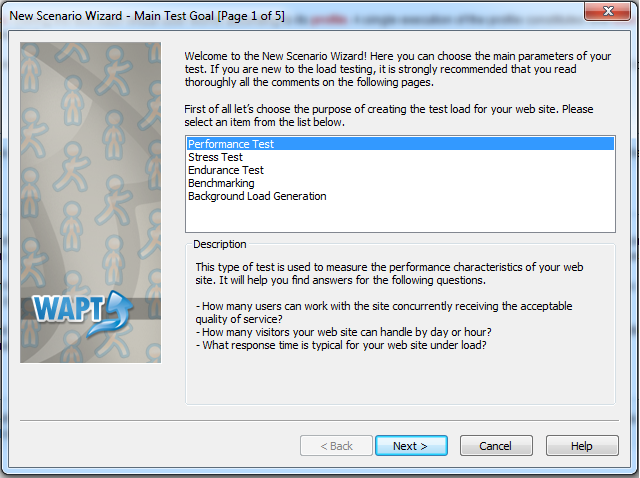 New Scenario Wizard - Main Test Goal [Page 1 of 5]
profile
Welcome to the New Scenario Wizard! Here you can choose the main parameters of your
test. If you are new to the load testing, it is strongly recommended that you read
thoroughly all the comments on the following pages.
First of all let's choose the purpose of creating the test load for your web site. Please
select an item from the list below.
Performance Test
Stress Test
Endurance Test
Benchmarking
Background Load Generation
Description
This type of test is used to measure the performance characteristics of your web
site. It will help you find answers for the following questions.
- How many users can work with the site concurrently receiving the acceptable
quality of service?
- How many visitors your web site can handle by day or hour?
- What response time is typical for your web site under load?
WAPT
< Back
Next >
Cancel
Help